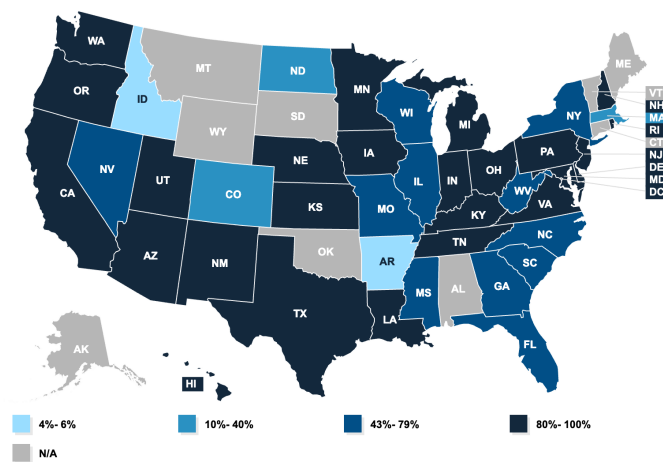 WA
MT
ND
MN
ME
OR
ID
SD
WI
MI
NY
VT
NH
MA
RI
CT
NJ
DE
MD
DC
WY
NE
IA
PA
NV
UT
CO
IL
IN
OH
WV
VA
CA
KS
MO
KY
NC
AZ
NM
OK
AR
TN
SC
TX
LA
MS
AL
GA
FL
AK
HI
4%- 6%
10%- 40%
43%- 79%
80%- 100%
N/A